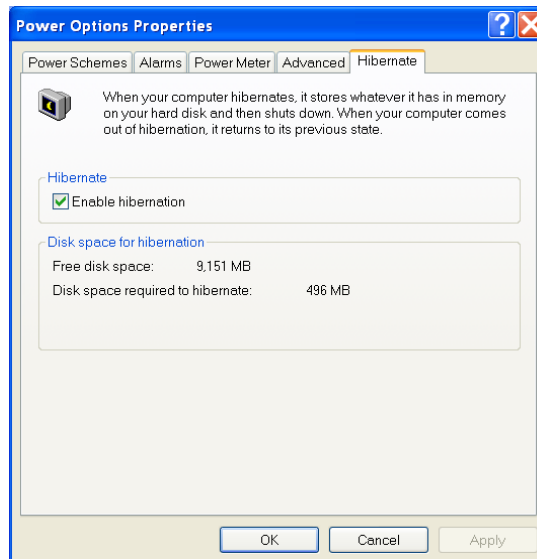 Power Options Properties
?
Power Schemes Alarms Power Meter Advanced Hibernate
When your computer hibernates, it stores whatever it has in memory
on your hard disk and then shuts down. When your computer comes
out of hibernation, it returns to its previous state.
Hibernate
Enable hibernation
Disk space for hibernation
Free disk space: 9,151 MB
Disk space required to hibernate: 496 MB
OK Cancel Apply